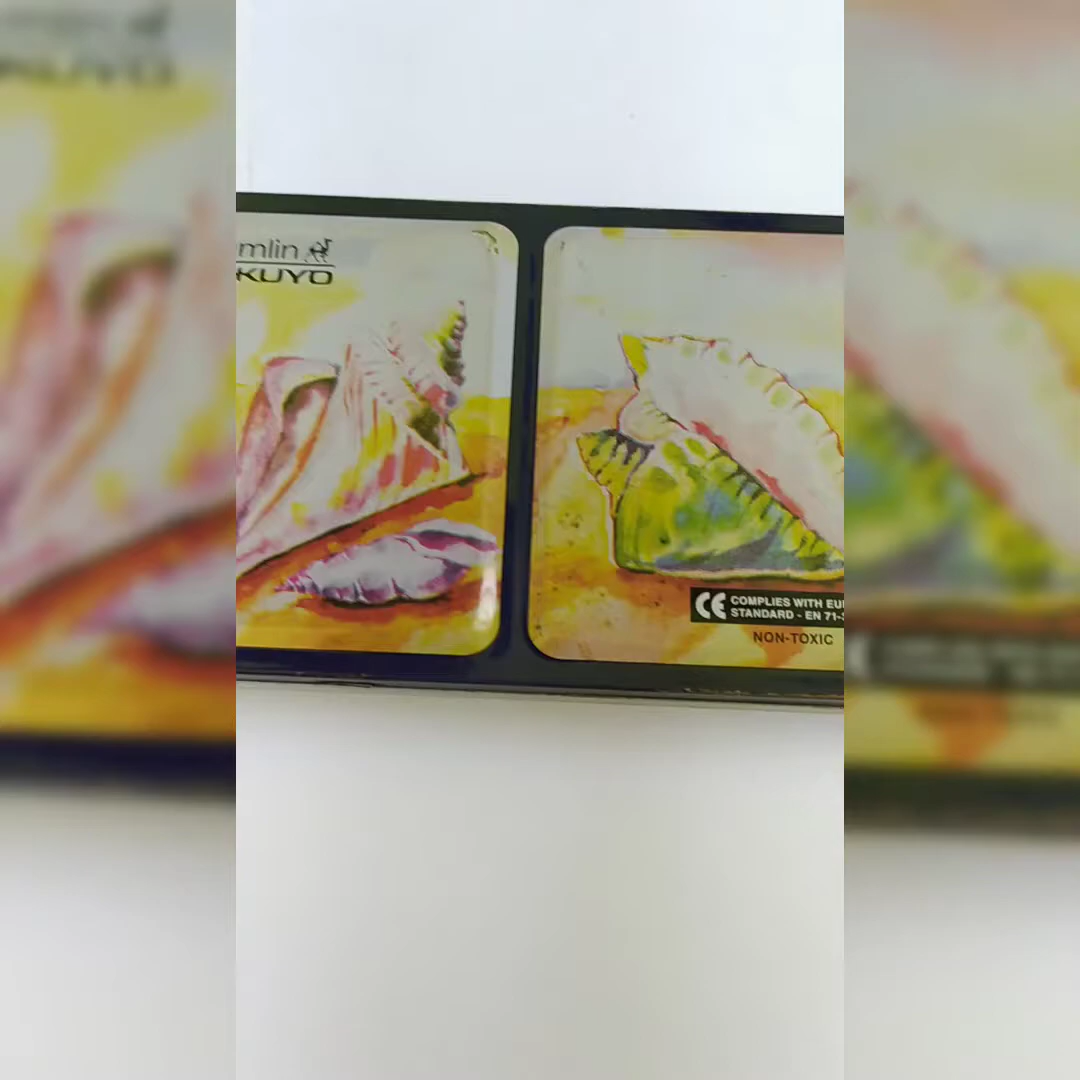 mlin
KUYO
COMPLIES WITH EU
STANDARD - EN 71-
NON-TOXIC